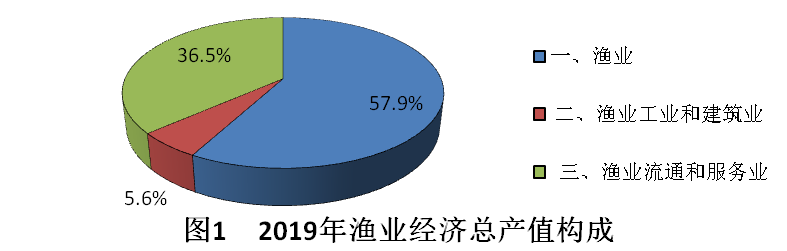 36.5%
57.9%
5.6%
一、渔业
二、渔业工业和建筑业
三、渔业流通和服务业
图1 2019年渔业经济总产值构成